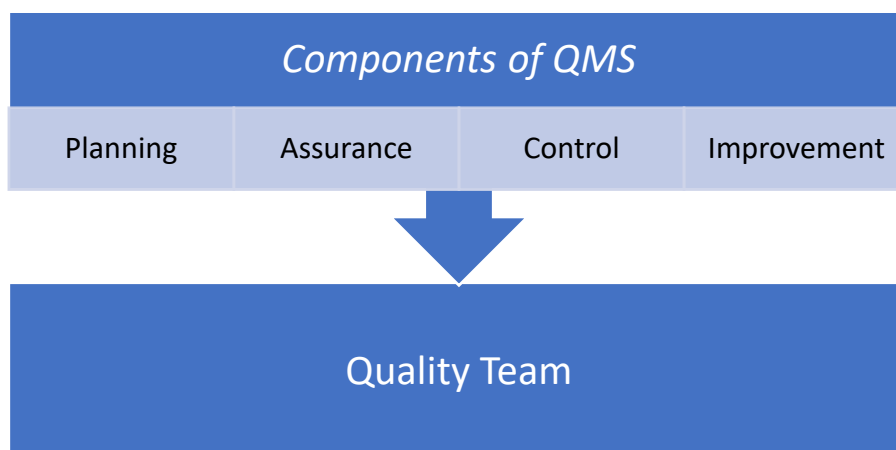 Components of QMS
Planning Assurance Control Improvement
Quality Team